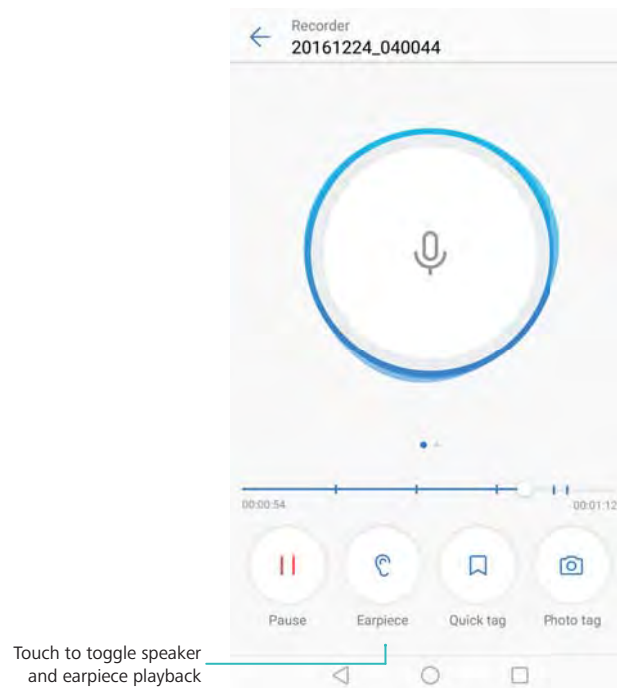 Recorder
20161224_040044
00:00:54
00:01:12
Pause
Earpiece
Quick tag
Photo tag
Touch to toggle speaker
and earpiece playback